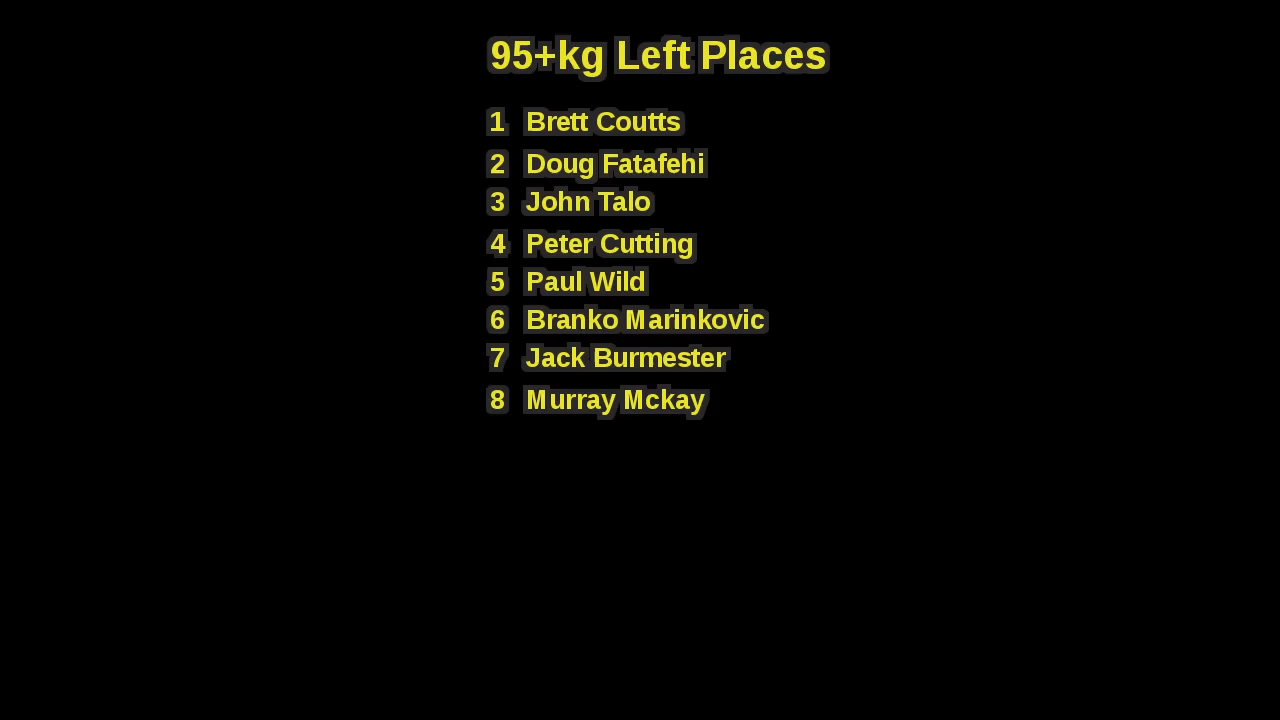 95+kg Left Places
1 Brett Coutts
2 Doug Fatafehi
3 John Talo
4 Peter Cutting
5 Paul Wild
6 Branko Marinkovic
7 Jack Burmester
8 Murray Mckay